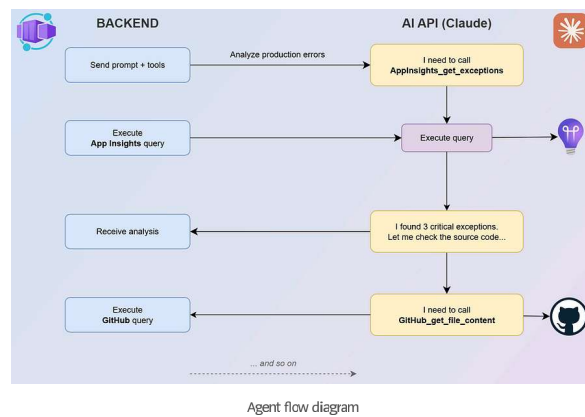 BACKEND
AI API (Claude)
Send prompt + tools
Analyze production errors
I need to call
AppInsights_get_exceptions
Execute
App Insights query
Execute query
Receive analysis
I found 3 critical exceptions.
Let me check the source code...
Execute
GitHub query
I need to call
GitHub_get_file_content
... and so on
Agent flow diagram